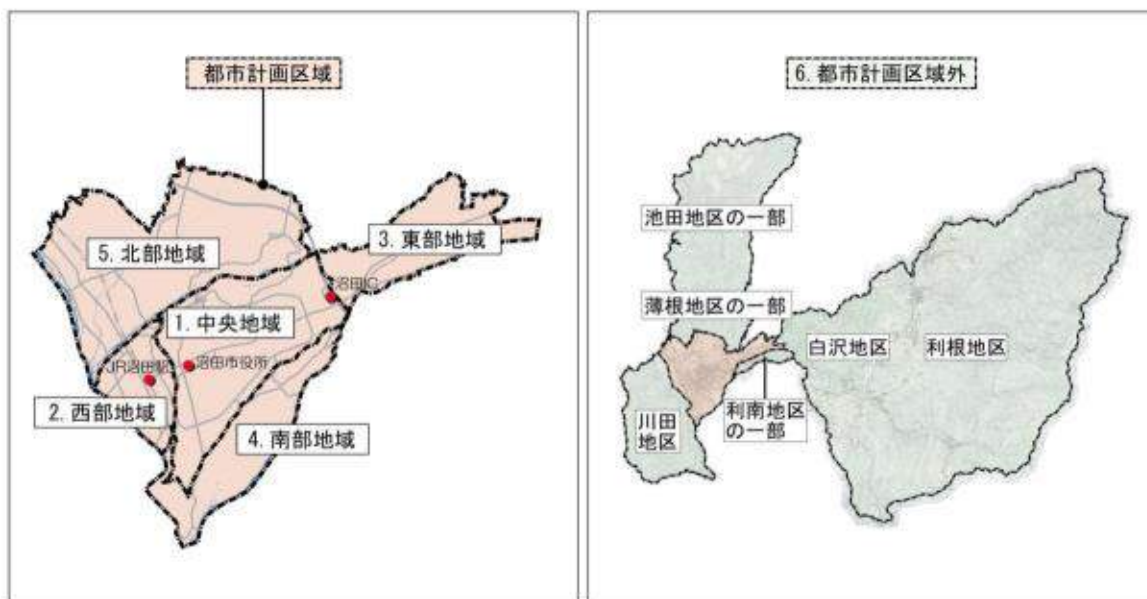 都市計画区域
3. 東部地域
5. 北部地域
沼田IC
1. 中央地域
JR沼田駅
沼田市役所
2. 西部地域
4. 南部地域
6. 都市計画区域外
池田地区の一部
薄根地区の一部
白沢地区
利根地区
川田
地区
利南地区
の一部